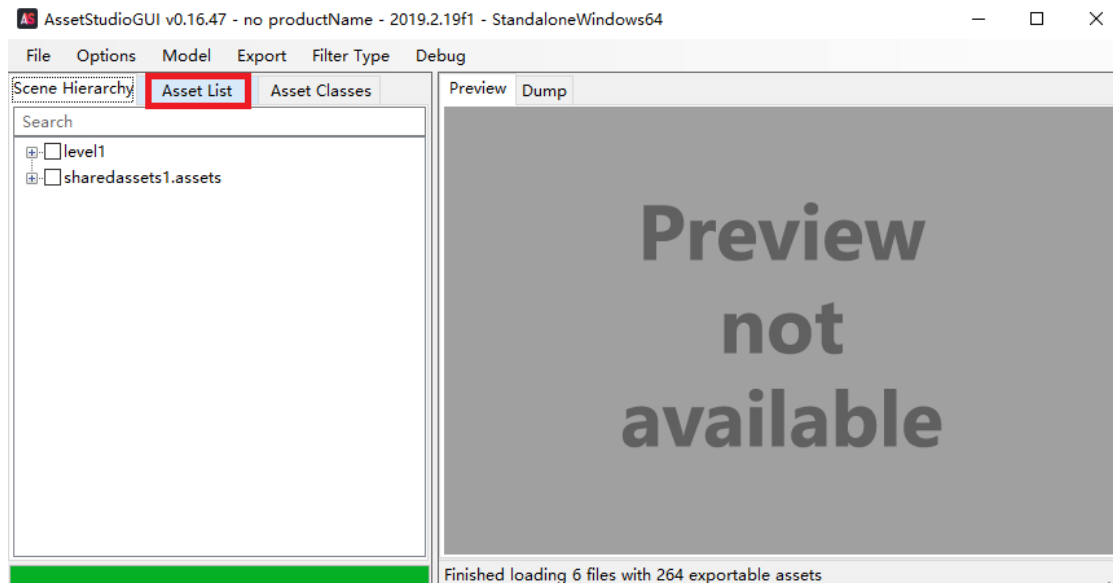 AS AssetStudioGUI v0.16.47 - no productName - 2019.2.19f1 - StandaloneWindows64
File Options Model Export Filter Type Debug
Scene Hierarchy Asset List Asset Classes
Preview Dump
Search
level1
sharedassets1.assets
Preview
not
available
Finished loading 6 files with 264 exportable assets